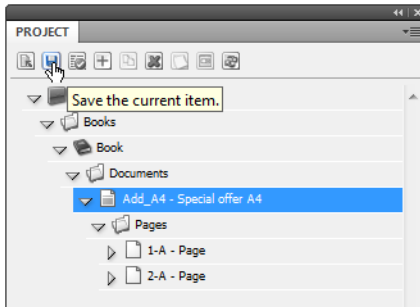 PROJECT
Save the current item.
Books
Book
Documents
Add_A4 - Special offer A4
Pages
1-A - Page
2-A - Page